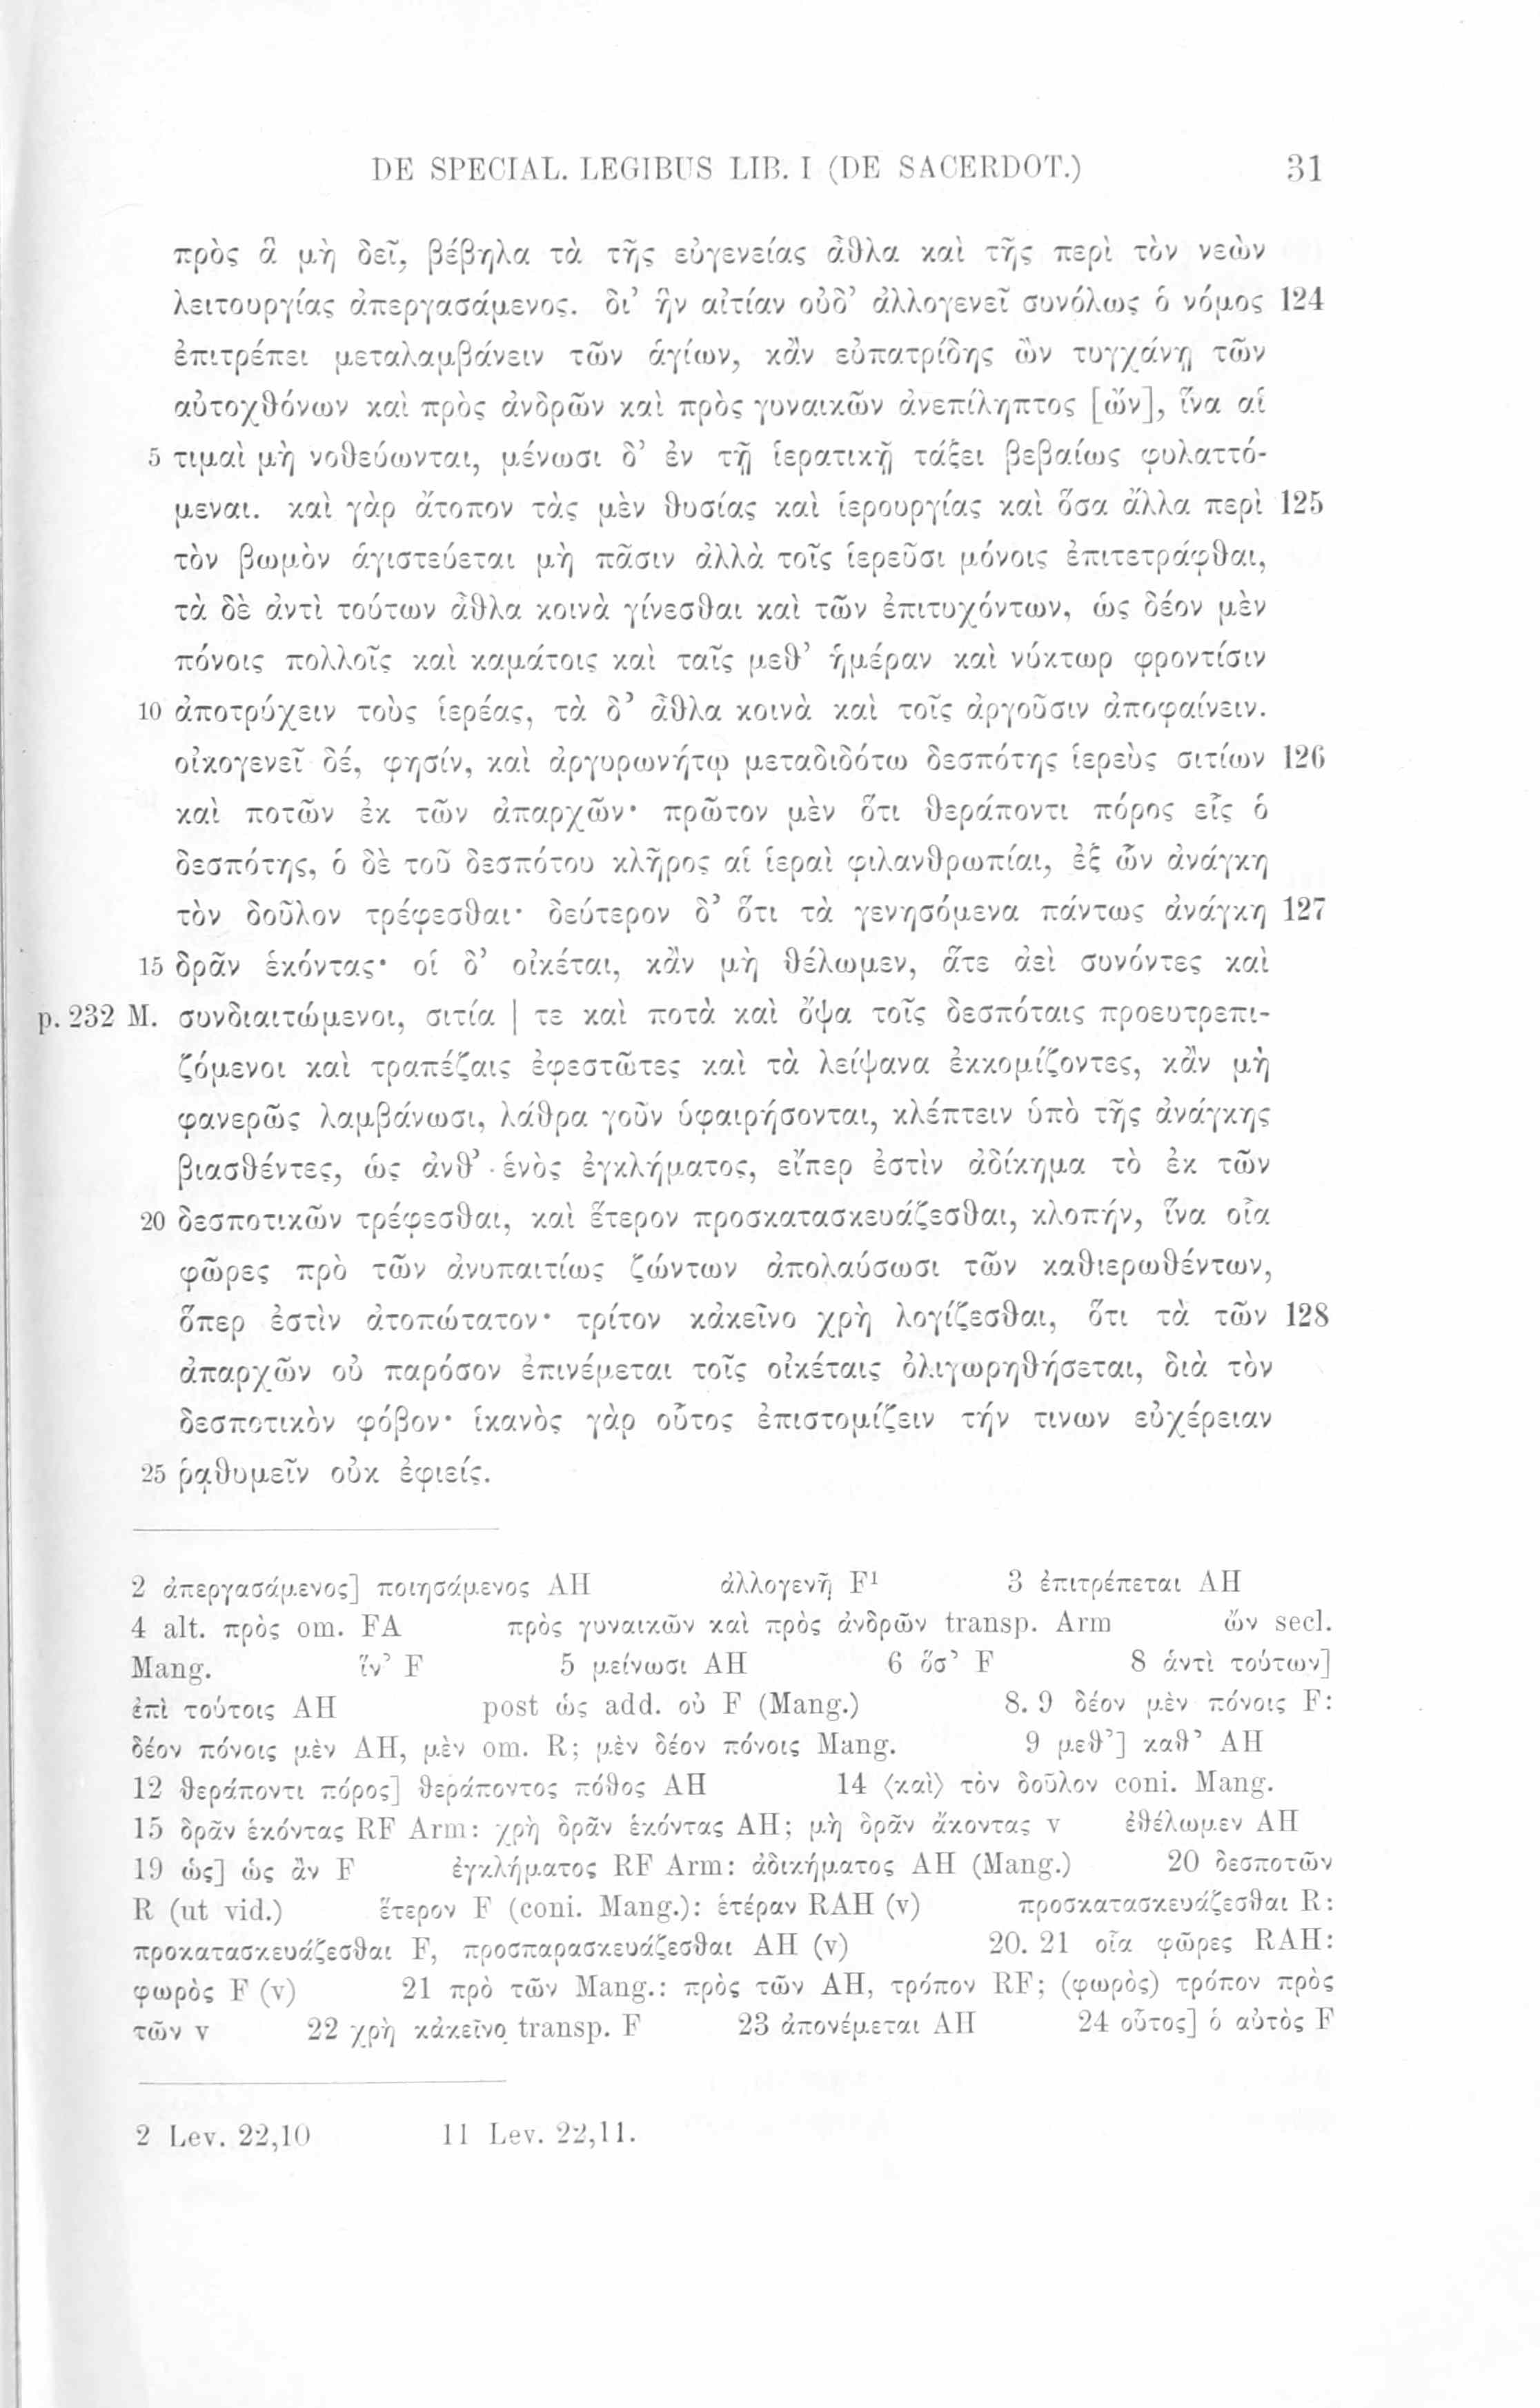 DE SPECIAL. LEGIBUS LIB. I (DE SACERDOT.) 31
πρὸς ἃ μὴ δεῖ, βέβηλα τὰ τῆς εὐγενείας ἆθλα καὶ τῆς περὶ τὸν νεὼν
λειτουργίας ἀπεργασάμενος. δι’ ἣν αἰτίαν οὐδ’ ἀλλογενεῖ συνόλως ὁ νόμος 124
ἐπιτρέπει μεταλαμβάνειν τῶν ἁγίων, κἂν εὐπατρίδης ὢν τυγχάνῃ τῶν
αὐτοχθόνων καὶ πρὸς ἀνδρῶν καὶ πρὸς γυναικῶν ἀνεπίληπτος [ὤν], ἵνα αἱ
5 τιμαὶ μὴ νοθεύωνται, μένωσι δ’ ἐν τῇ ἱερατικῇ τάξει βεβαίως φυλαττό-
μεναι. καὶ γὰρ ἄτοπον τὰς μὲν θυσίας καὶ ἱερουργίας καὶ ὅσα ἄλλα περὶ 125
τὸν βωμὸν ἁγιστεύεται μὴ πᾶσιν ἀλλὰ τοῖς ἱερεῦσι μόνοις ἐπιτετράφθαι,
τὰ δὲ ἀντὶ τούτων ἆθλα κοινὰ γίνεσθαι καὶ τῶν ἐπιτυχόντων, ὡς δέον μὲν
πόνοις πολλοῖς καὶ καμάτοις καὶ ταῖς μεθ’ ἡμέραν καὶ νύκτωρ φροντίσιν
10 ἀποτρύχειν τοὺς ἱερέας, τὰ δ’ ἆθλα κοινὰ καὶ τοῖς ἀργοῦσιν ἀποφαίνειν.
οἰκογενεῖ δέ, φησίν, καὶ ἀργυρωνήτῳ μεταδιδότω δεσπότης ἱερεὺς σιτίων 126
καὶ ποτῶν ἐκ τῶν ἀπαρχῶν· πρῶτον μὲν ὅτι θεράποντι πόρος εἷς ὁ
δεσπότης, ὁ δὲ τοῦ δεσπότου κλῆρος αἱ ἱεραὶ φιλανθρωπίαι, ἐξ ὧν ἀνάγκη
τὸν δοῦλον τρέφεσθαι· δεύτερον δ’ ὅτι τὰ γενησόμενα πάντως ἀνάγκη 127
15 δρᾶν ἑκόντας· οἱ δ’ οἰκέται, κἂν μὴ θέλωμεν, ἅτε ἀεὶ συνόντες καὶ
p. 232 M. συνδιαιτώμενοι, σιτία | τε καὶ ποτὰ καὶ ὄψα τοῖς δεσπόταις προευτρεπι-
ζόμενοι καὶ τραπέζαις ἐφεστῶτες καὶ τὰ λείψανα ἐκκομίζοντες, κἂν μὴ
φανερῶς λαμβάνωσι, λάθρα γοῦν ὑφαιρήσονται, κλέπτειν ὑπὸ τῆς ἀνάγκης
βιασθέντες, ὡς ἀνθ’ ἑνὸς ἐγκλήματος, εἴπερ ἐστὶν ἀδίκημα τὸ ἐκ τῶν
20 δεσποτικῶν τρέφεσθαι, καὶ ἕτερον προσκατασκευάζεσθαι, κλοπήν, ἵνα οἷα
φῶρες πρὸ τῶν ἀνυπαιτίως ζώντων ἀπολαύσωσι τῶν καθιερωθέντων,
ὅπερ ἐστὶν ἀτοπώτατον· τρίτον κἀκεῖνο χρὴ λογίζεσθαι, ὅτι τὰ τῶν 128
ἀπαρχῶν οὐ παρόσον ἐπινέμεται τοῖς οἰκέταις ὀλιγωρηθήσεται, διὰ τὸν
δεσποτικὸν φόβον· ἱκανὸς γὰρ οὗτος ἐπιστομίζειν τήν τινων εὐχέρειαν
25 ῥᾳθυμεῖν οὐκ ἐφιείς.
2 ἀπεργασάμενος] ποιησάμενος AH ἀλλογενῆ F¹ 3 ἐπιτρέπεται AH
4 alt. πρὸς om. FA πρὸς γυναικῶν καὶ πρὸς ἀνδρῶν transp. Arm ὤν secl.
Mang. ἵν’ F 5 μείνωσι AH 6 ὅσ’ F 8 ἀντὶ τούτων]
ἐπὶ τούτοις AH post ὡς add. οὐ F (Mang.) 8. 9 δέον μὲν πόνοις F:
δέον πόνοις μὲν AH, μὲν om. R; μὲν δέον πόνοις Mang. 9 μεθ’] καθ’ AH
12 θεράποντι πόρος] θεράποντος πόθος AH 14 ⟨καὶ⟩ τὸν δοῦλον coni. Mang.
15 δρᾶν ἑκόντας RF Arm: χρὴ δρᾶν ἑκόντας AH; μὴ δρᾶν ἄκοντας v ἐθέλωμεν AH
19 ὡς] ὡς ἂν F ἐγκλήματος RF Arm: ἀδικήματος AH (Mang.) 20 δεσποτῶν
R (ut vid.) ἕτερον F (coni. Mang.): ἑτέραν RAH (v) προσκατασκευάζεσθαι R:
προκατασκευάζεσθαι F, προσπαρασκευάζεσθαι AH (v) 20. 21 οἷα φῶρες RAH:
φωρὸς F (v) 21 πρὸ τῶν Mang.: πρὸς τῶν AH, τρόπον RF; (φωρὸς) τρόπον πρὸς
τῶν v 22 χρὴ κἀκεῖνο transp. F 23 ἀπονέμεται AH 24 οὗτος] ὁ αὐτὸς F
2 Lev. 22,10 11 Lev. 22,11.